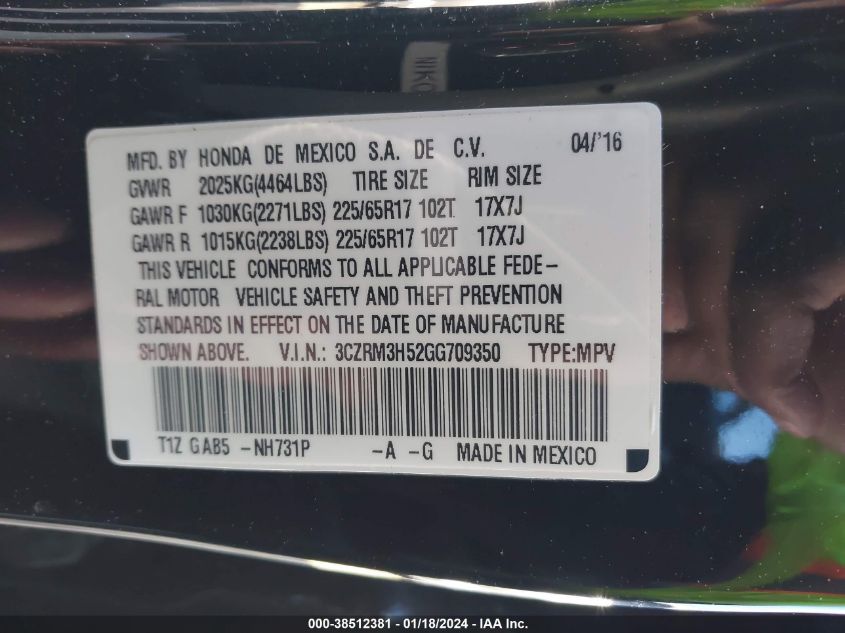 NIKO
MFD. BY HONDA DE MEXICO S.A. DE C.V. 04/'16
GVWR 2025KG(4464LBS) TIRE SIZE RIM SIZE
GAWR F 1030KG(2271LBS) 225/65R17 102T 17X7J
GAWR R 1015KG(2238LBS) 225/65R17 102T 17X7J
THIS VEHICLE CONFORMS TO ALL APPLICABLE FEDE-
RAL MOTOR VEHICLE SAFETY AND THEFT PREVENTION
STANDARDS IN EFFECT ON THE DATE OF MANUFACTURE
SHOWN ABOVE. V.I.N.: 3CZRM3H52GG709350 TYPE:MPV
T1Z GAB5 -NH731P -A -G MADE IN MEXICO
000-38512381 - 01/18/2024 - IAA Inc.